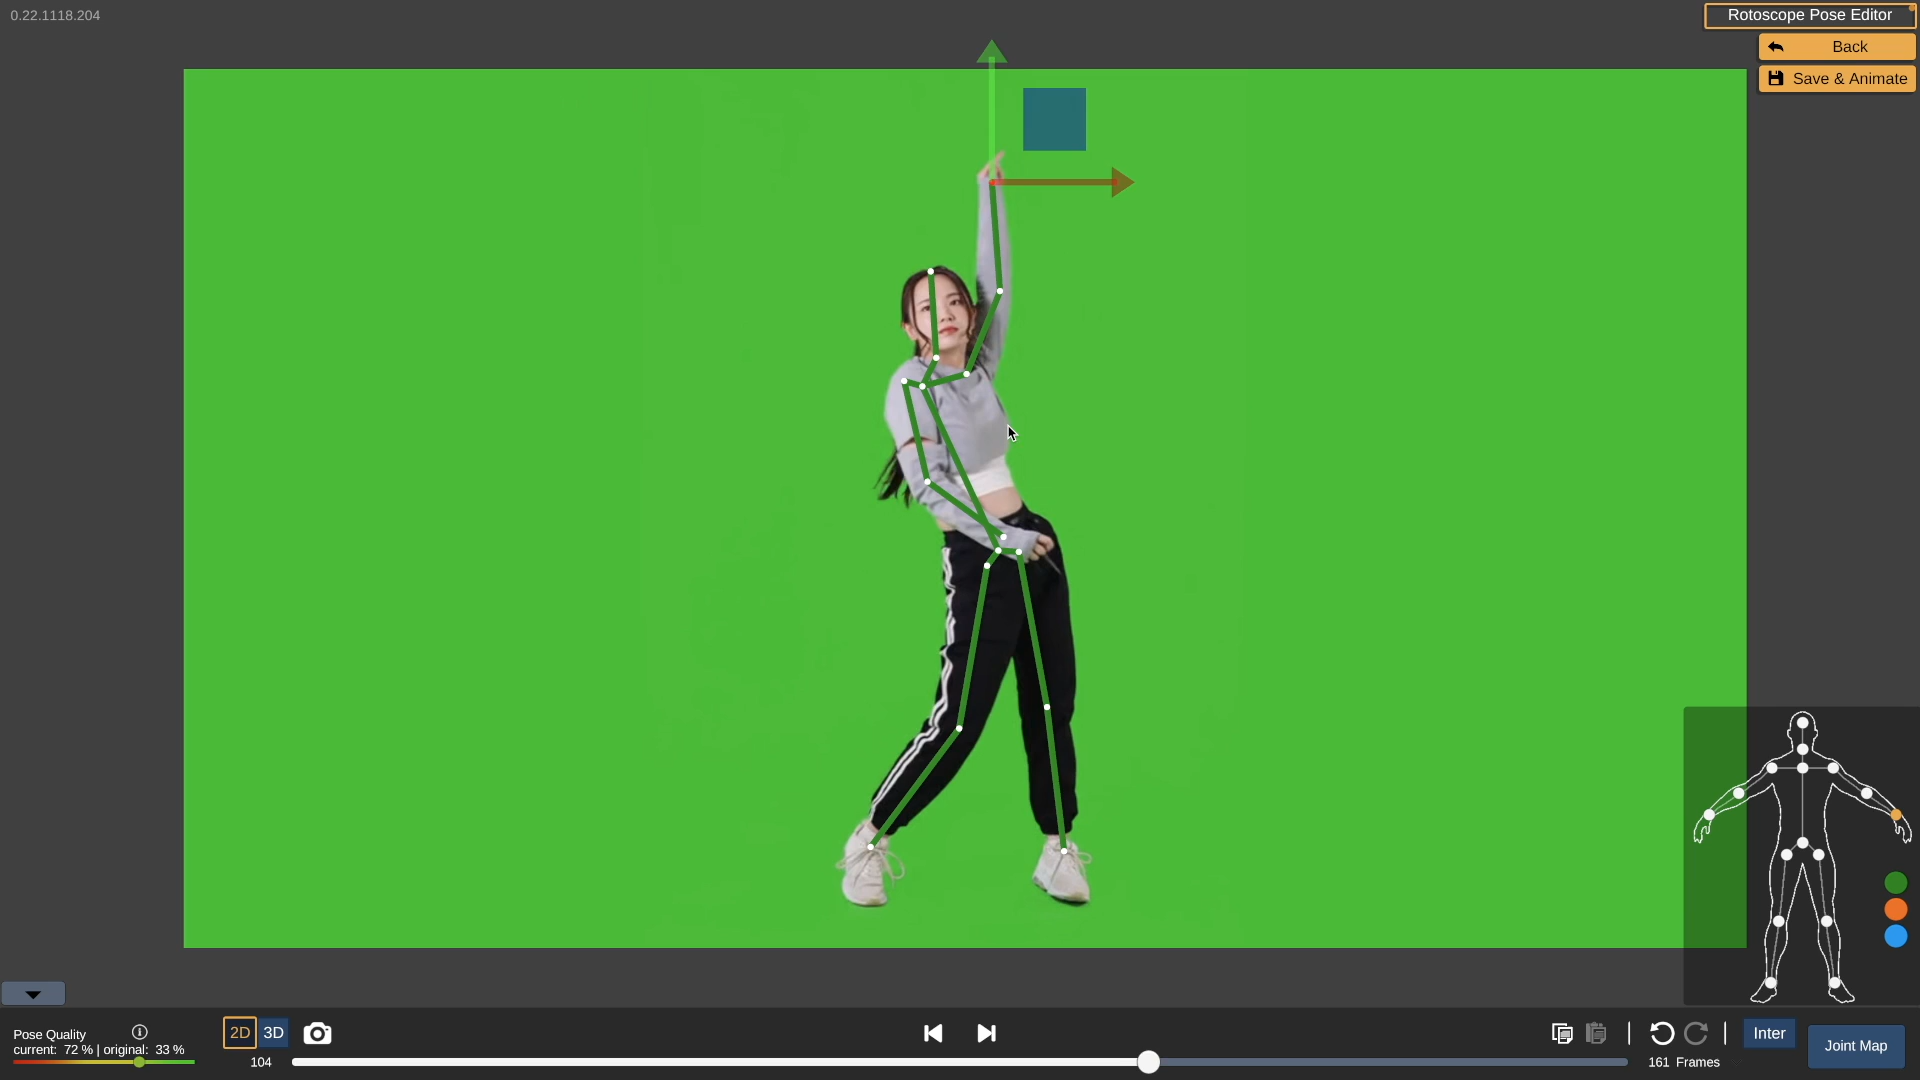 0.22.1118.204
Rotoscope Pose Editor
Back
Save & Animate
Pose Quality
current: 72 % | original: 33 %
2D 3D
104
161 Frames
Inter
Joint Map